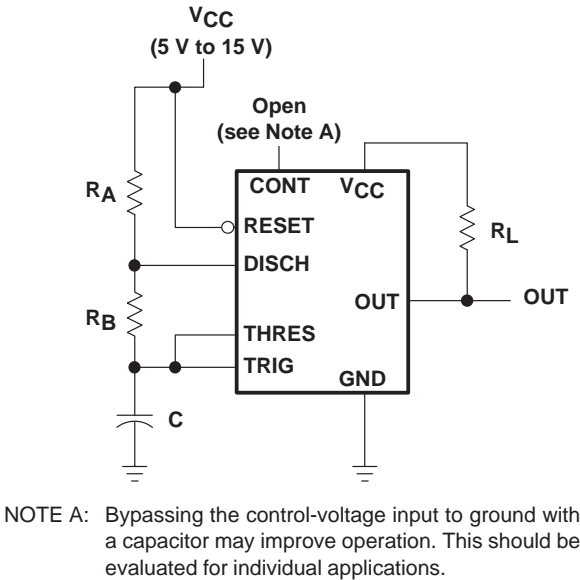 VCC
(5 V to 15 V)
Open
(see Note A)
RA
CONT
VCC
RESET
RL
DISCH
OUT
OUT
RB
THRES
TRIG
GND
C
NOTE A: Bypassing the control-voltage input to ground with
a capacitor may improve operation. This should be
evaluated for individual applications.